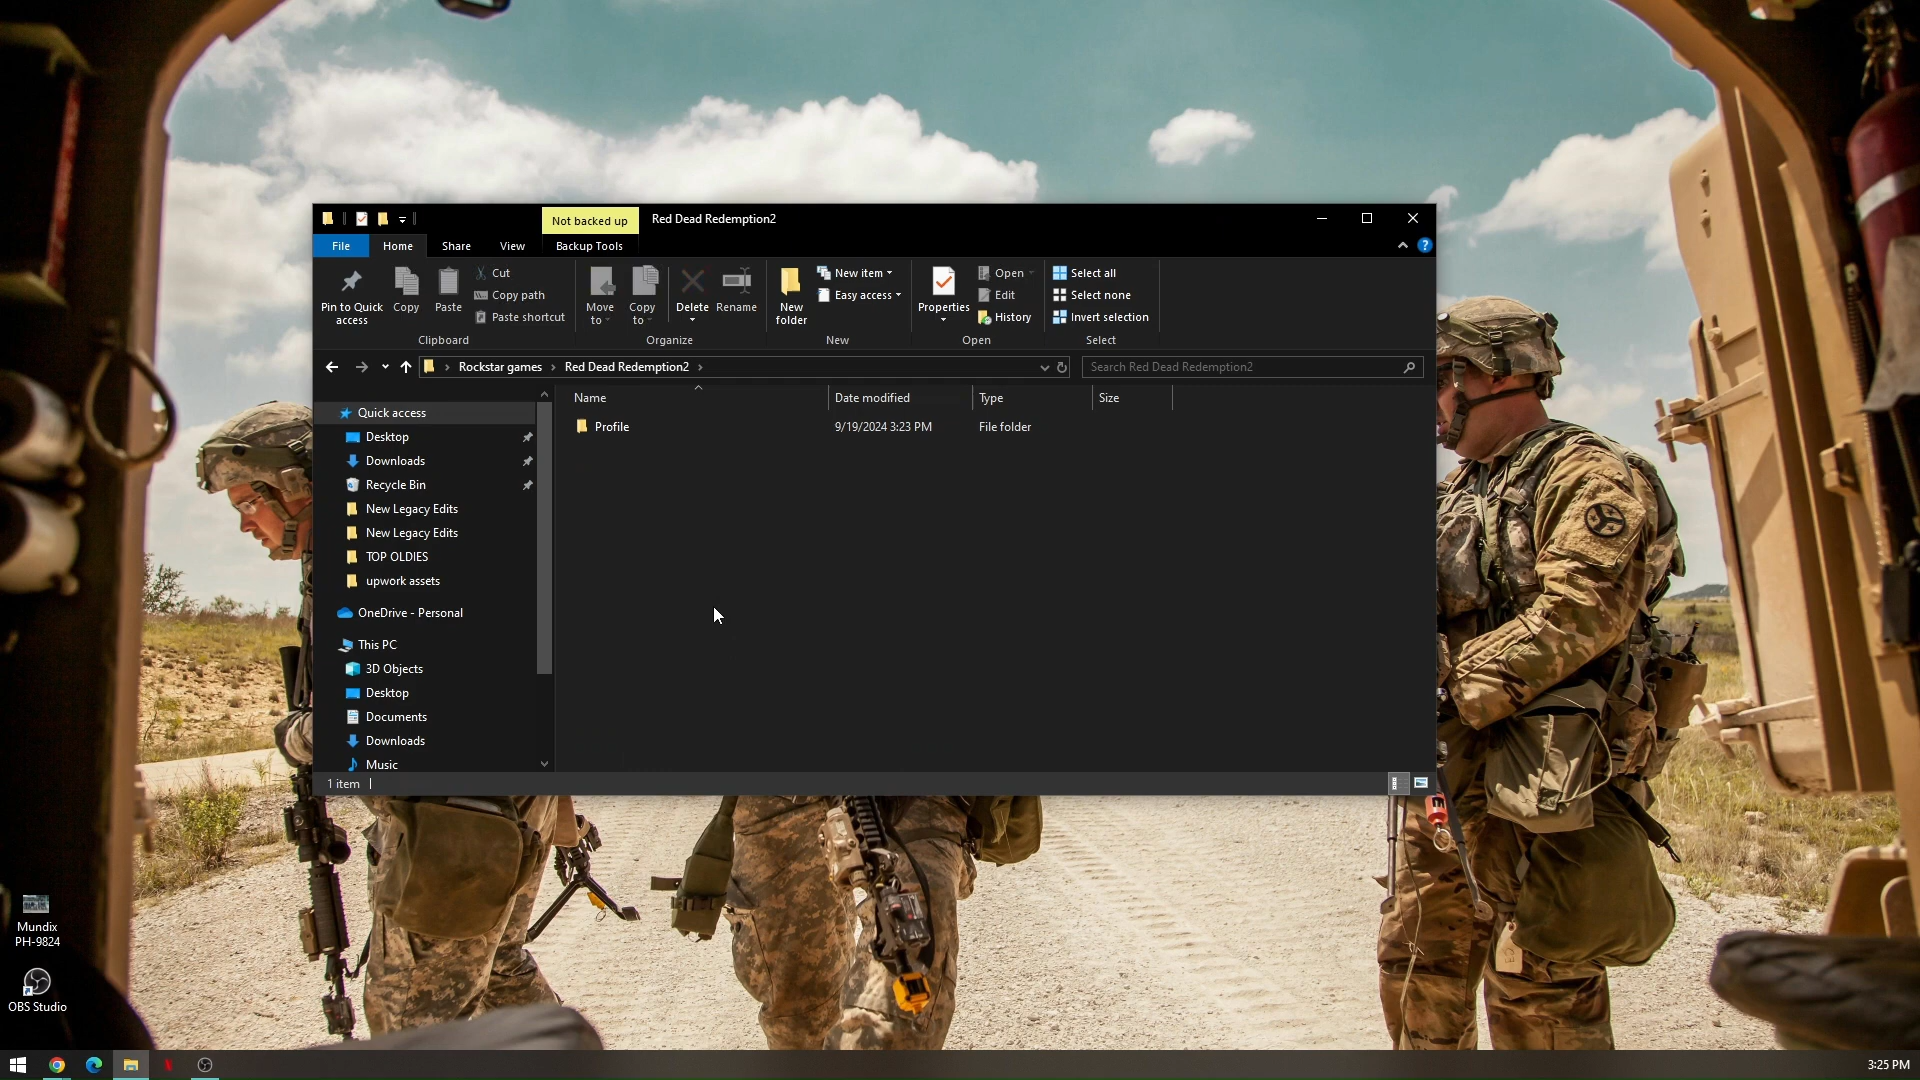 Not backed up
Red Dead Redemption2
File
Home
Share
View
Backup Tools
Pin to Quick access
Copy
Paste
Cut
Copy path
Paste shortcut
Clipboard
Move to
Copy to
Delete
Rename
Organize
New folder
New item
Easy access
New
Properties
Open
Edit
History
Open
Select all
Select none
Invert selection
Select
Rockstar games > Red Dead Redemption2 >
Search Red Dead Redemption2
Name
Date modified
Type
Size
Profile
9/19/2024 3:23 PM
File folder
Quick access
Desktop
Downloads
Recycle Bin
New Legacy Edits
New Legacy Edits
TOP OLDIES
upwork assets
OneDrive - Personal
This PC
3D Objects
Desktop
Documents
Downloads
Music
1 item
Mundix
PH-9824
OBS Studio
3:25 PM